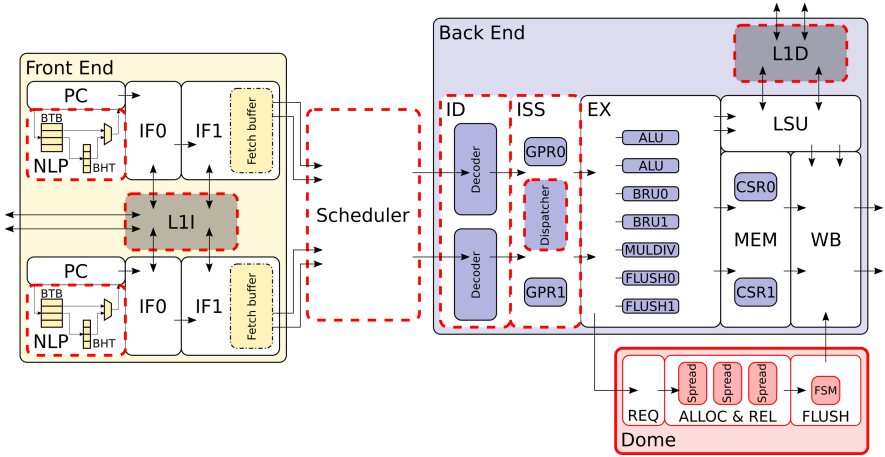 Front End
PC
BTB
NLP
BHT
IF0
IF1
Fetch buffer
L1I
PC
BTB
NLP
BHT
IF0
IF1
Fetch buffer
Scheduler
Back End
L1D
ID
Decoder
Decoder
ISS
GPR0
Dispatcher
GPR1
EX
ALU
ALU
BRU0
BRU1
MULDIV
FLUSH0
FLUSH1
LSU
CSR0
MEM
CSR1
WB
REQ
Spread
Spread
Spread
ALLOC & REL
FSM
FLUSH
Dome